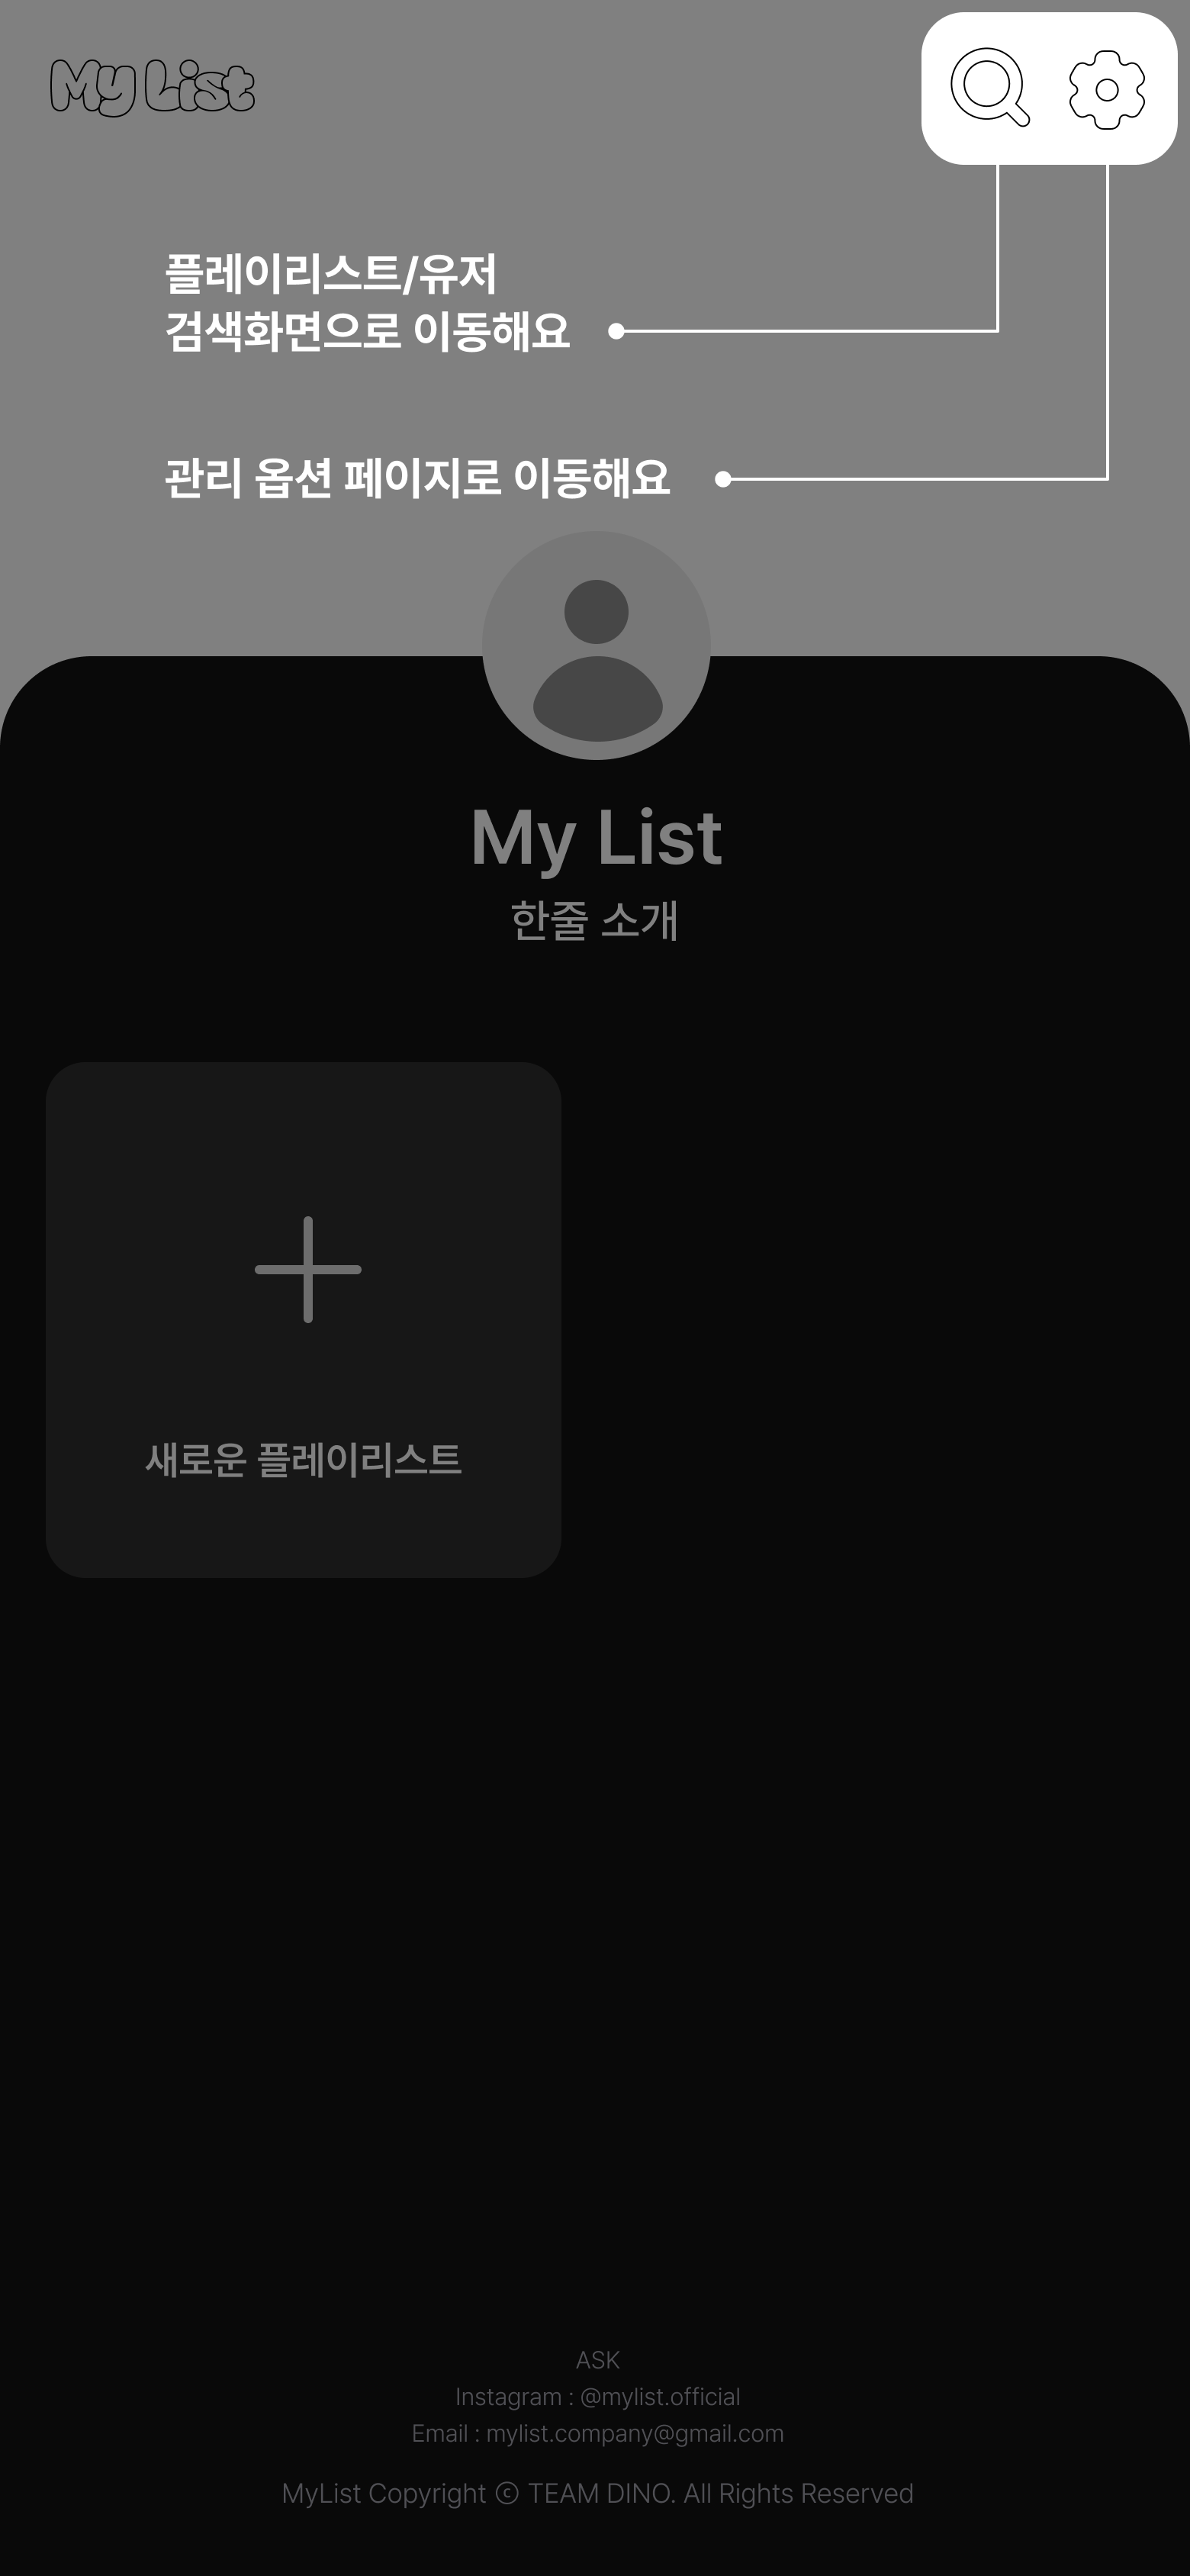 My List
플레이리스트/유저
검색화면으로 이동해요
관리 옵션 페이지로 이동해요
My List
한줄 소개
새로운 플레이리스트
ASK
Instagram : @mylist.official
Email : mylist.company@gmail.com
MyList Copyright ⓒ TEAM DINO. All Rights Reserved